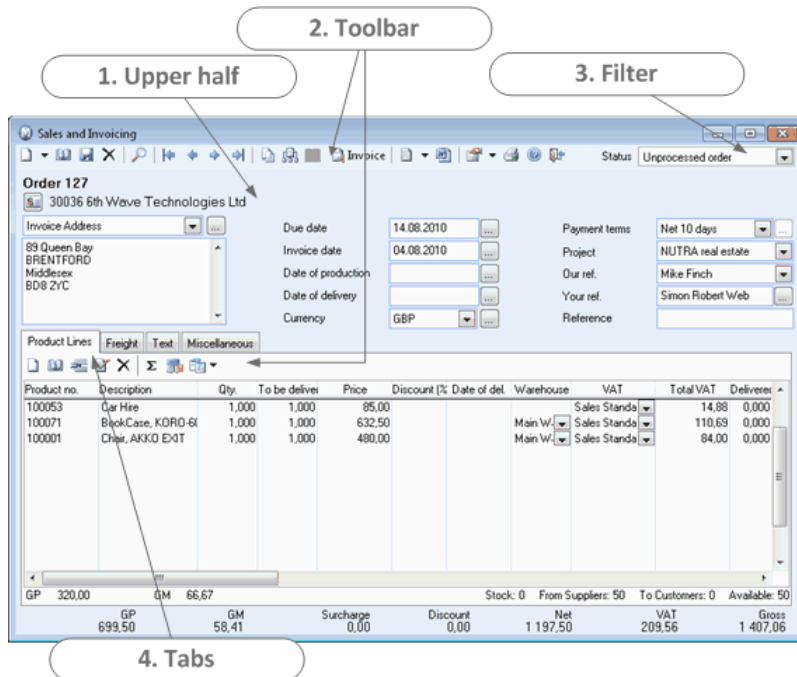 2. Toolbar
1. Upper half
3. Filter
Sales and Invoicing
Invoice
Status Unprocessed order
Order 127
30036 6th Wave Technologies Ltd
Invoice Address
89 Queen Bay
BRENTFORD
Middlesex
BD8 2YC
Due date 14.08.2010
Invoice date 04.08.2010
Date of production
Date of delivery
Currency GBP
Payment terms Net 10 days
Project NUTRA real estate
Our ref. Mike Finch
Your ref. Simon Robert Web
Reference
Product Lines Freight Text Miscellaneous
Product no. Description Qty. To be deliver Price Discount (% Date of del. Warehouse VAT Total VAT Delivered
100053 Car Hire 1,000 1,000 85,00 Sales Standa 14,88 0,000
100071 BookCase, KORO-60 1,000 1,000 632,50 Main W. Sales Standa 110,69 0,000
100001 Chair, AKKO EXIT 1,000 1,000 480,00 Main W. Sales Standa 84,00 0,000
GP 320,00 GM 66,67 Stock: 0 From Suppliers: 50 To Customers: 0 Available: 50
GP GM Surcharge Discount Net VAT Gross
699,50 58,41 0,00 0,00 1 197,50 209,56 1 407,06
4. Tabs